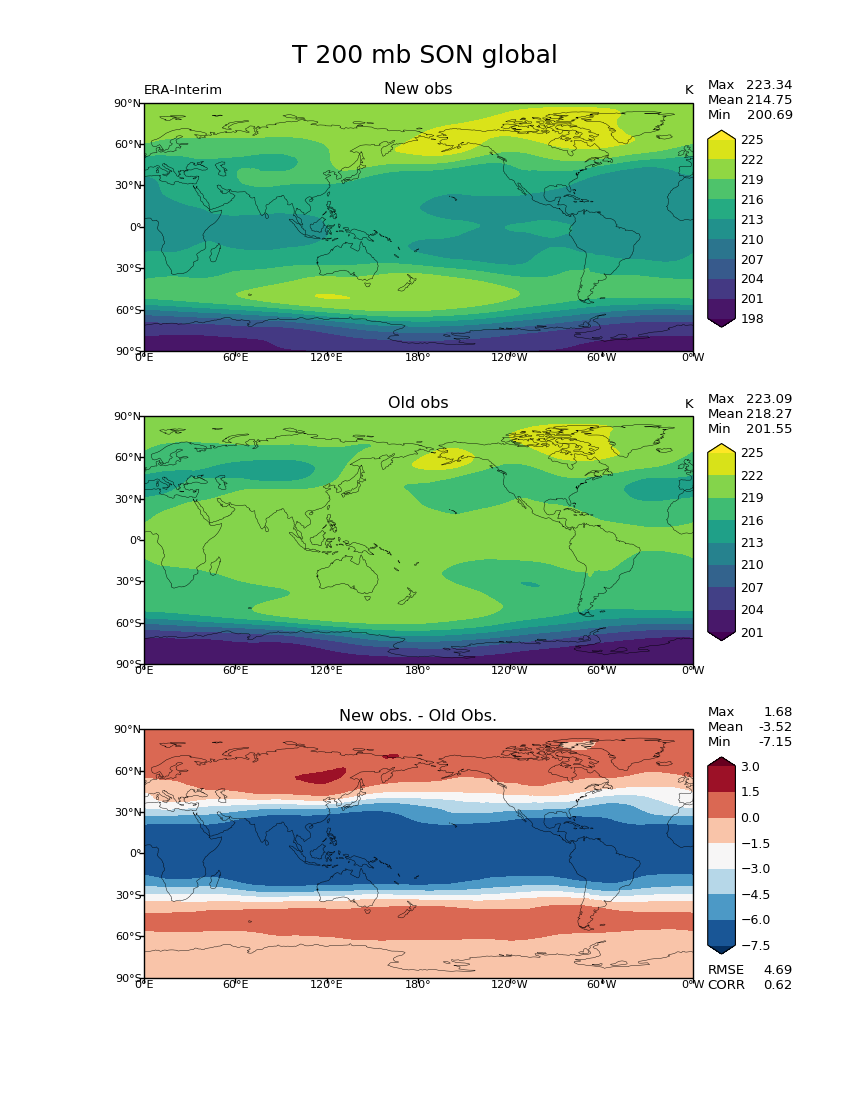 T 200 mb SON global
ERA-Interim New obs K
Max 223.34
Mean 214.75
Min 200.69
90°N
60°N
30°N
0°
30°S
60°S
90°S
0°E 60°E 120°E 180° 120°W 60°W 0°W
225
222
219
216
213
210
207
204
201
198
Old obs K
Max 223.09
Mean 218.27
Min 201.55
90°N
60°N
30°N
0°
30°S
60°S
90°S
0°E 60°E 120°E 180° 120°W 60°W 0°W
225
222
219
216
213
210
207
204
201
New obs. - Old Obs.
Max 1.68
Mean -3.52
Min -7.15
90°N
60°N
30°N
0°
30°S
60°S
90°S
0°E 60°E 120°E 180° 120°W 60°W 0°W
3.0
1.5
0.0
−1.5
−3.0
−4.5
−6.0
−7.5
RMSE 4.69
CORR 0.62